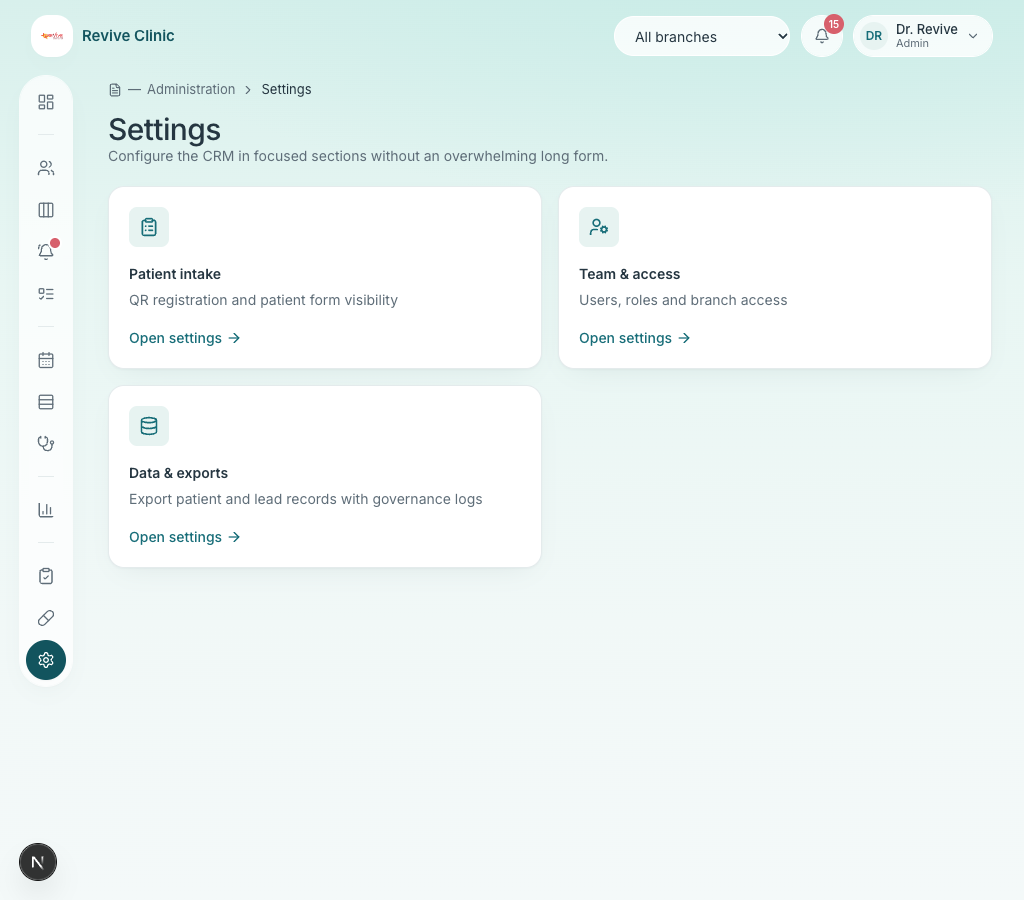 Revive Clinic
All branches
15
DR
Dr. Revive
Admin
— Administration > Settings
Settings
Configure the CRM in focused sections without an overwhelming long form.
Patient intake
QR registration and patient form visibility
Open settings →
Team & access
Users, roles and branch access
Open settings →
Data & exports
Export patient and lead records with governance logs
Open settings →
N